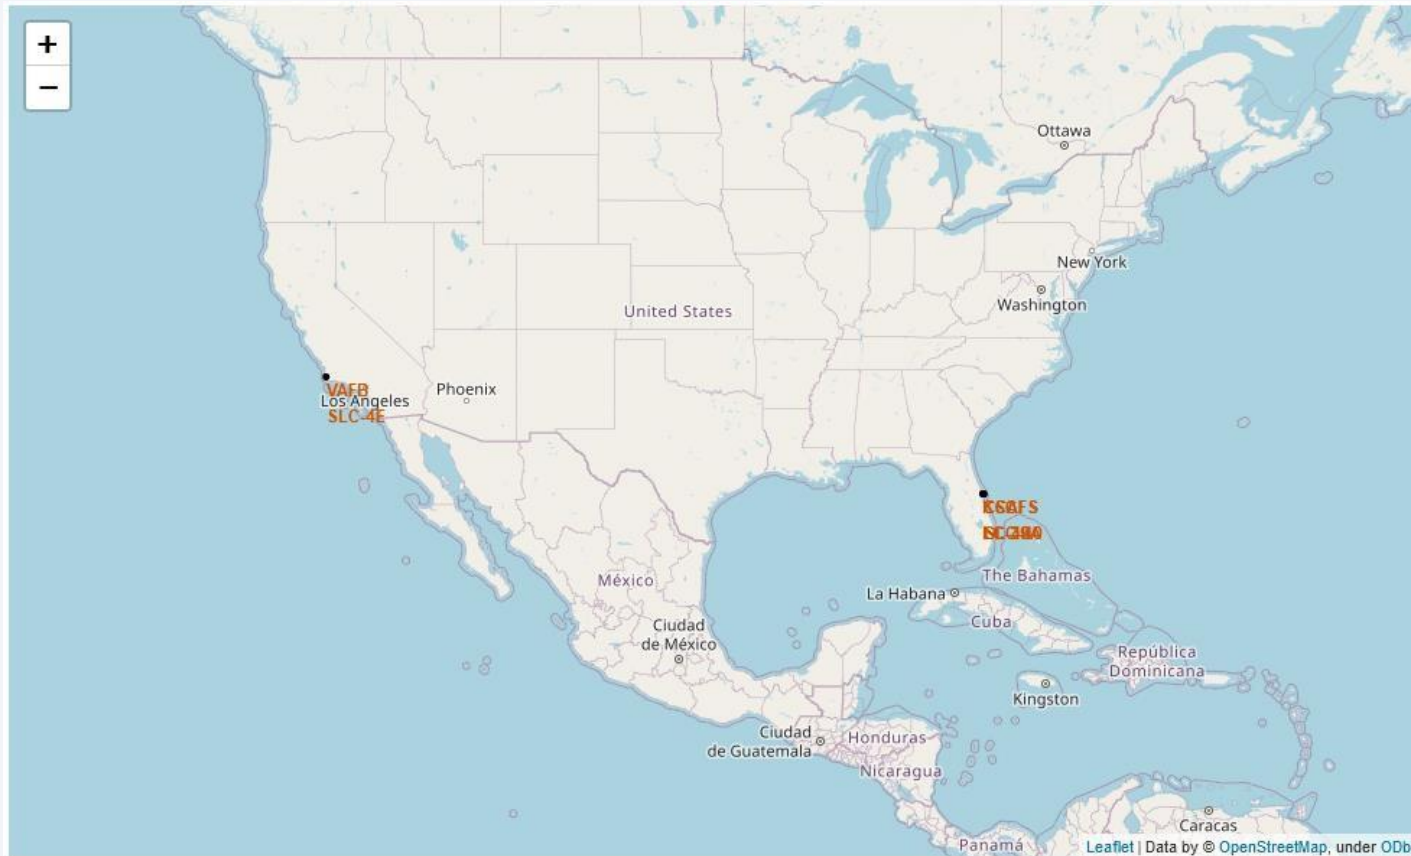 +
−
Ottawa
New York
Washington
United States
VAFB
Los Angeles
SLC-4E
Phoenix
The Bahamas
La Habana
Cuba
México
Ciudad
de México
República
Dominicana
Kingston
Ciudad
de Guatemala
Honduras
Nicaragua
Caracas
Panamá
Leaflet | Data by © OpenStreetMap, under ODb